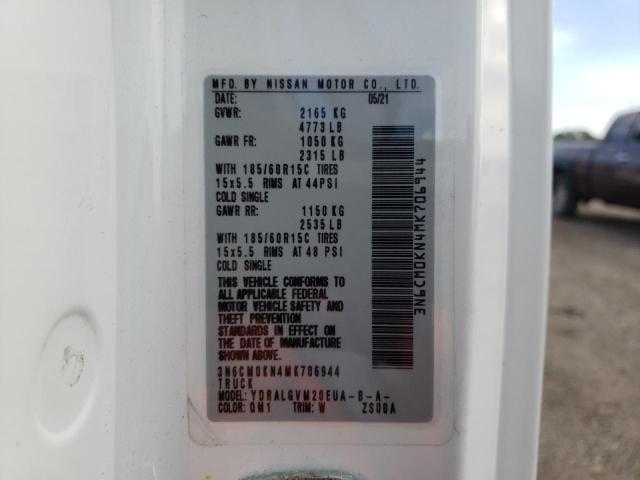 MFD. BY NISSAN MOTOR CO., LTD.
DATE: 05/21
GVWR: 2165 KG
4773 LB
GAWR FR: 1050 KG
2315 LB
WITH 185/60R15C TIRES
15x5.5 RIMS AT 44PSI
COLD SINGLE
GAWR RR: 1150 KG
2535 LB
WITH 185/60R15C TIRES
15x5.5 RIMS AT 48 PSI
COLD SINGLE
THIS VEHICLE CONFORMS TO
ALL APPLICABLE FEDERAL
MOTOR VEHICLE SAFETY AND
THEFT PREVENTION
STANDARDS IN EFFECT ON
THE DATE OF MANUFACTURE
SHOWN ABOVE.
3N6CM0KN4MK706944
TRUCK
MODEL: YDRALGVM20EUA-B-A-
COLOR: QM1 TRIM: W ZS00A
3N6CM0KN4MK706944